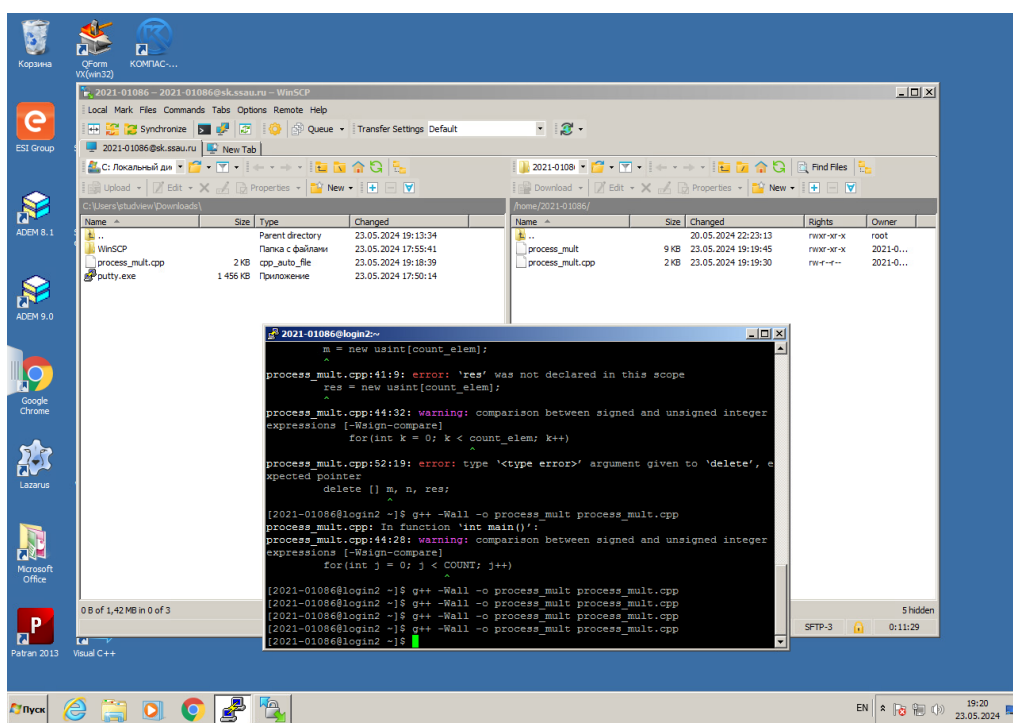 Корзина
QForm VX(win32)
КОМПАС-...
ESI Group
ADEM 8.1
ADEM 9.0
Google Chrome
Lazarus
Microsoft Office
Patran 2013
Visual C++
2021-01086 – 2021-01086@sk.ssau.ru – WinSCP
Local Mark Files Commands Tabs Options Remote Help
Synchronize Queue Transfer Settings Default
2021-01086@sk.ssau.ru New Tab
C: Локальный ди 2021-0108 Find Files
Upload Edit Properties New Download Edit Properties New
C:\Users\studview\Downloads\ /home/2021-01086/
Name Size Type Changed Name Size Changed Rights Owner
.. Parent directory 23.05.2024 19:13:34 .. 20.05.2024 22:23:13 rwxr-xr-x root
WinSCP Папка с файлами 23.05.2024 17:55:41 process_mult 9 KB 23.05.2024 19:19:45 rwxr-xr-x 2021-0...
process_mult.cpp 2 KB cpp_auto_file 23.05.2024 19:18:39 process_mult.cpp 2 KB 23.05.2024 19:19:30 rw-r--r-- 2021-0...
putty.exe 1 456 KB Приложение 23.05.2024 17:50:14
2021-01086@login2:~
m = new usint[count_elem];
^
process_mult.cpp:41:9: error: 'res' was not declared in this scope
res = new usint[count_elem];
^
process_mult.cpp:44:32: warning: comparison between signed and unsigned integer
expressions [-Wsign-compare]
for(int k = 0; k < count_elem; k++)
^
process_mult.cpp:52:19: error: type '<type error>' argument given to 'delete', e
xpected pointer
delete [] m, n, res;
^
[2021-01086@login2 ~]$ g++ -Wall -o process_mult process_mult.cpp
process_mult.cpp: In function 'int main()':
process_mult.cpp:44:28: warning: comparison between signed and unsigned integer
expressions [-Wsign-compare]
for(int j = 0; j < COUNT; j++)
^
[2021-01086@login2 ~]$ g++ -Wall -o process_mult process_mult.cpp
[2021-01086@login2 ~]$ g++ -Wall -o process_mult process_mult.cpp
[2021-01086@login2 ~]$ g++ -Wall -o process_mult process_mult.cpp
[2021-01086@login2 ~]$ g++ -Wall -o process_mult process_mult.cpp
[2021-01086@login2 ~]$
0 B of 1,42 MB in 0 of 3 5 hidden
SFTP-3 0:11:29
Пуск EN 19:20
23.05.2024